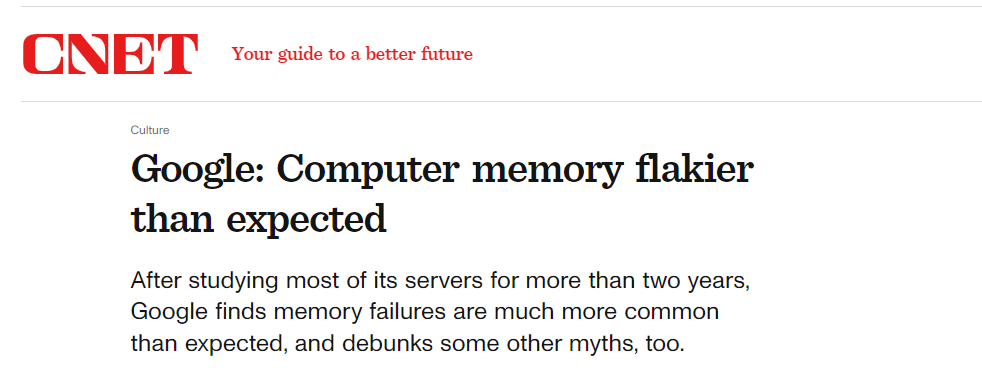 CNET
Your guide to a better future
Culture
Google: Computer memory flakier
than expected
After studying most of its servers for more than two years,
Google finds memory failures are much more common
than expected, and debunks some other myths, too.